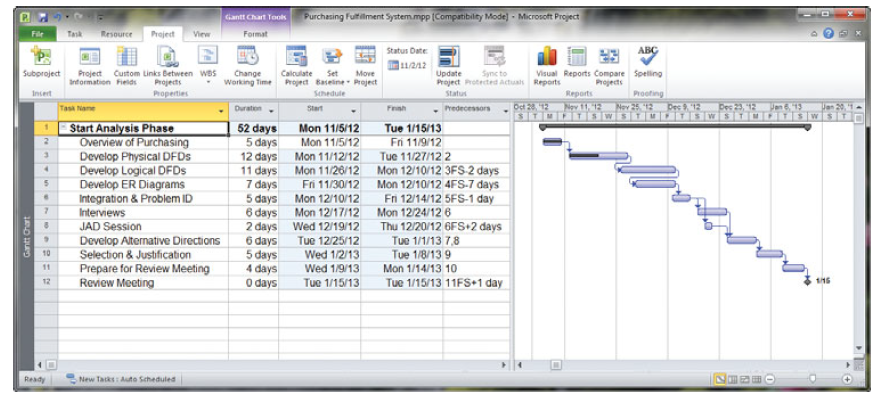 Gantt Chart Tools Purchasing Fulfillment System.mpp [Compatibility Mode] - Microsoft Project
File Task Resource Project View Format
Subproject
Insert
Project Information
Custom Fields
Links Between Projects
WBS
Properties
Change Working Time
Calculate Project
Set Baseline
Move Project
Schedule
Status Date:
11/2/12
Update Project
Sync to Protected Actuals
Status
Visual Reports
Reports
Compare Projects
Reports
ABC
Spelling
Proofing
Task Name Duration Start Finish Predecessors Oct 28, '12 Nov 11, '12 Nov 25, '12 Dec 9, '12 Dec 23, '12 Jan 6, '13 Jan 20, '1
S T M F T W S T M F T W S T M F T W S T
1 Start Analysis Phase 52 days Mon 11/5/12 Tue 1/15/13
2 Overview of Purchasing 5 days Mon 11/5/12 Fri 11/9/12
3 Develop Physical DFDs 12 days Mon 11/12/12 Tue 11/27/12 2
4 Develop Logical DFDs 11 days Mon 11/26/12 Mon 12/10/12 3FS-2 days
5 Develop ER Diagrams 7 days Fri 11/30/12 Mon 12/10/12 4FS-7 days
6 Integration & Problem ID 5 days Mon 12/10/12 Fri 12/14/12 5FS-1 day
7 Interviews 6 days Mon 12/17/12 Mon 12/24/12 6
8 JAD Session 2 days Wed 12/19/12 Thu 12/20/12 6FS+2 days
9 Develop Alternative Directions 6 days Tue 12/25/12 Tue 1/1/13 7,8
10 Selection & Justification 5 days Wed 1/2/13 Tue 1/8/13 9
11 Prepare for Review Meeting 4 days Wed 1/9/13 Mon 1/14/13 10
12 Review Meeting 0 days Tue 1/15/13 Tue 1/15/13 11FS+1 day
1/15
Gantt Chart
Ready New Tasks : Auto Scheduled